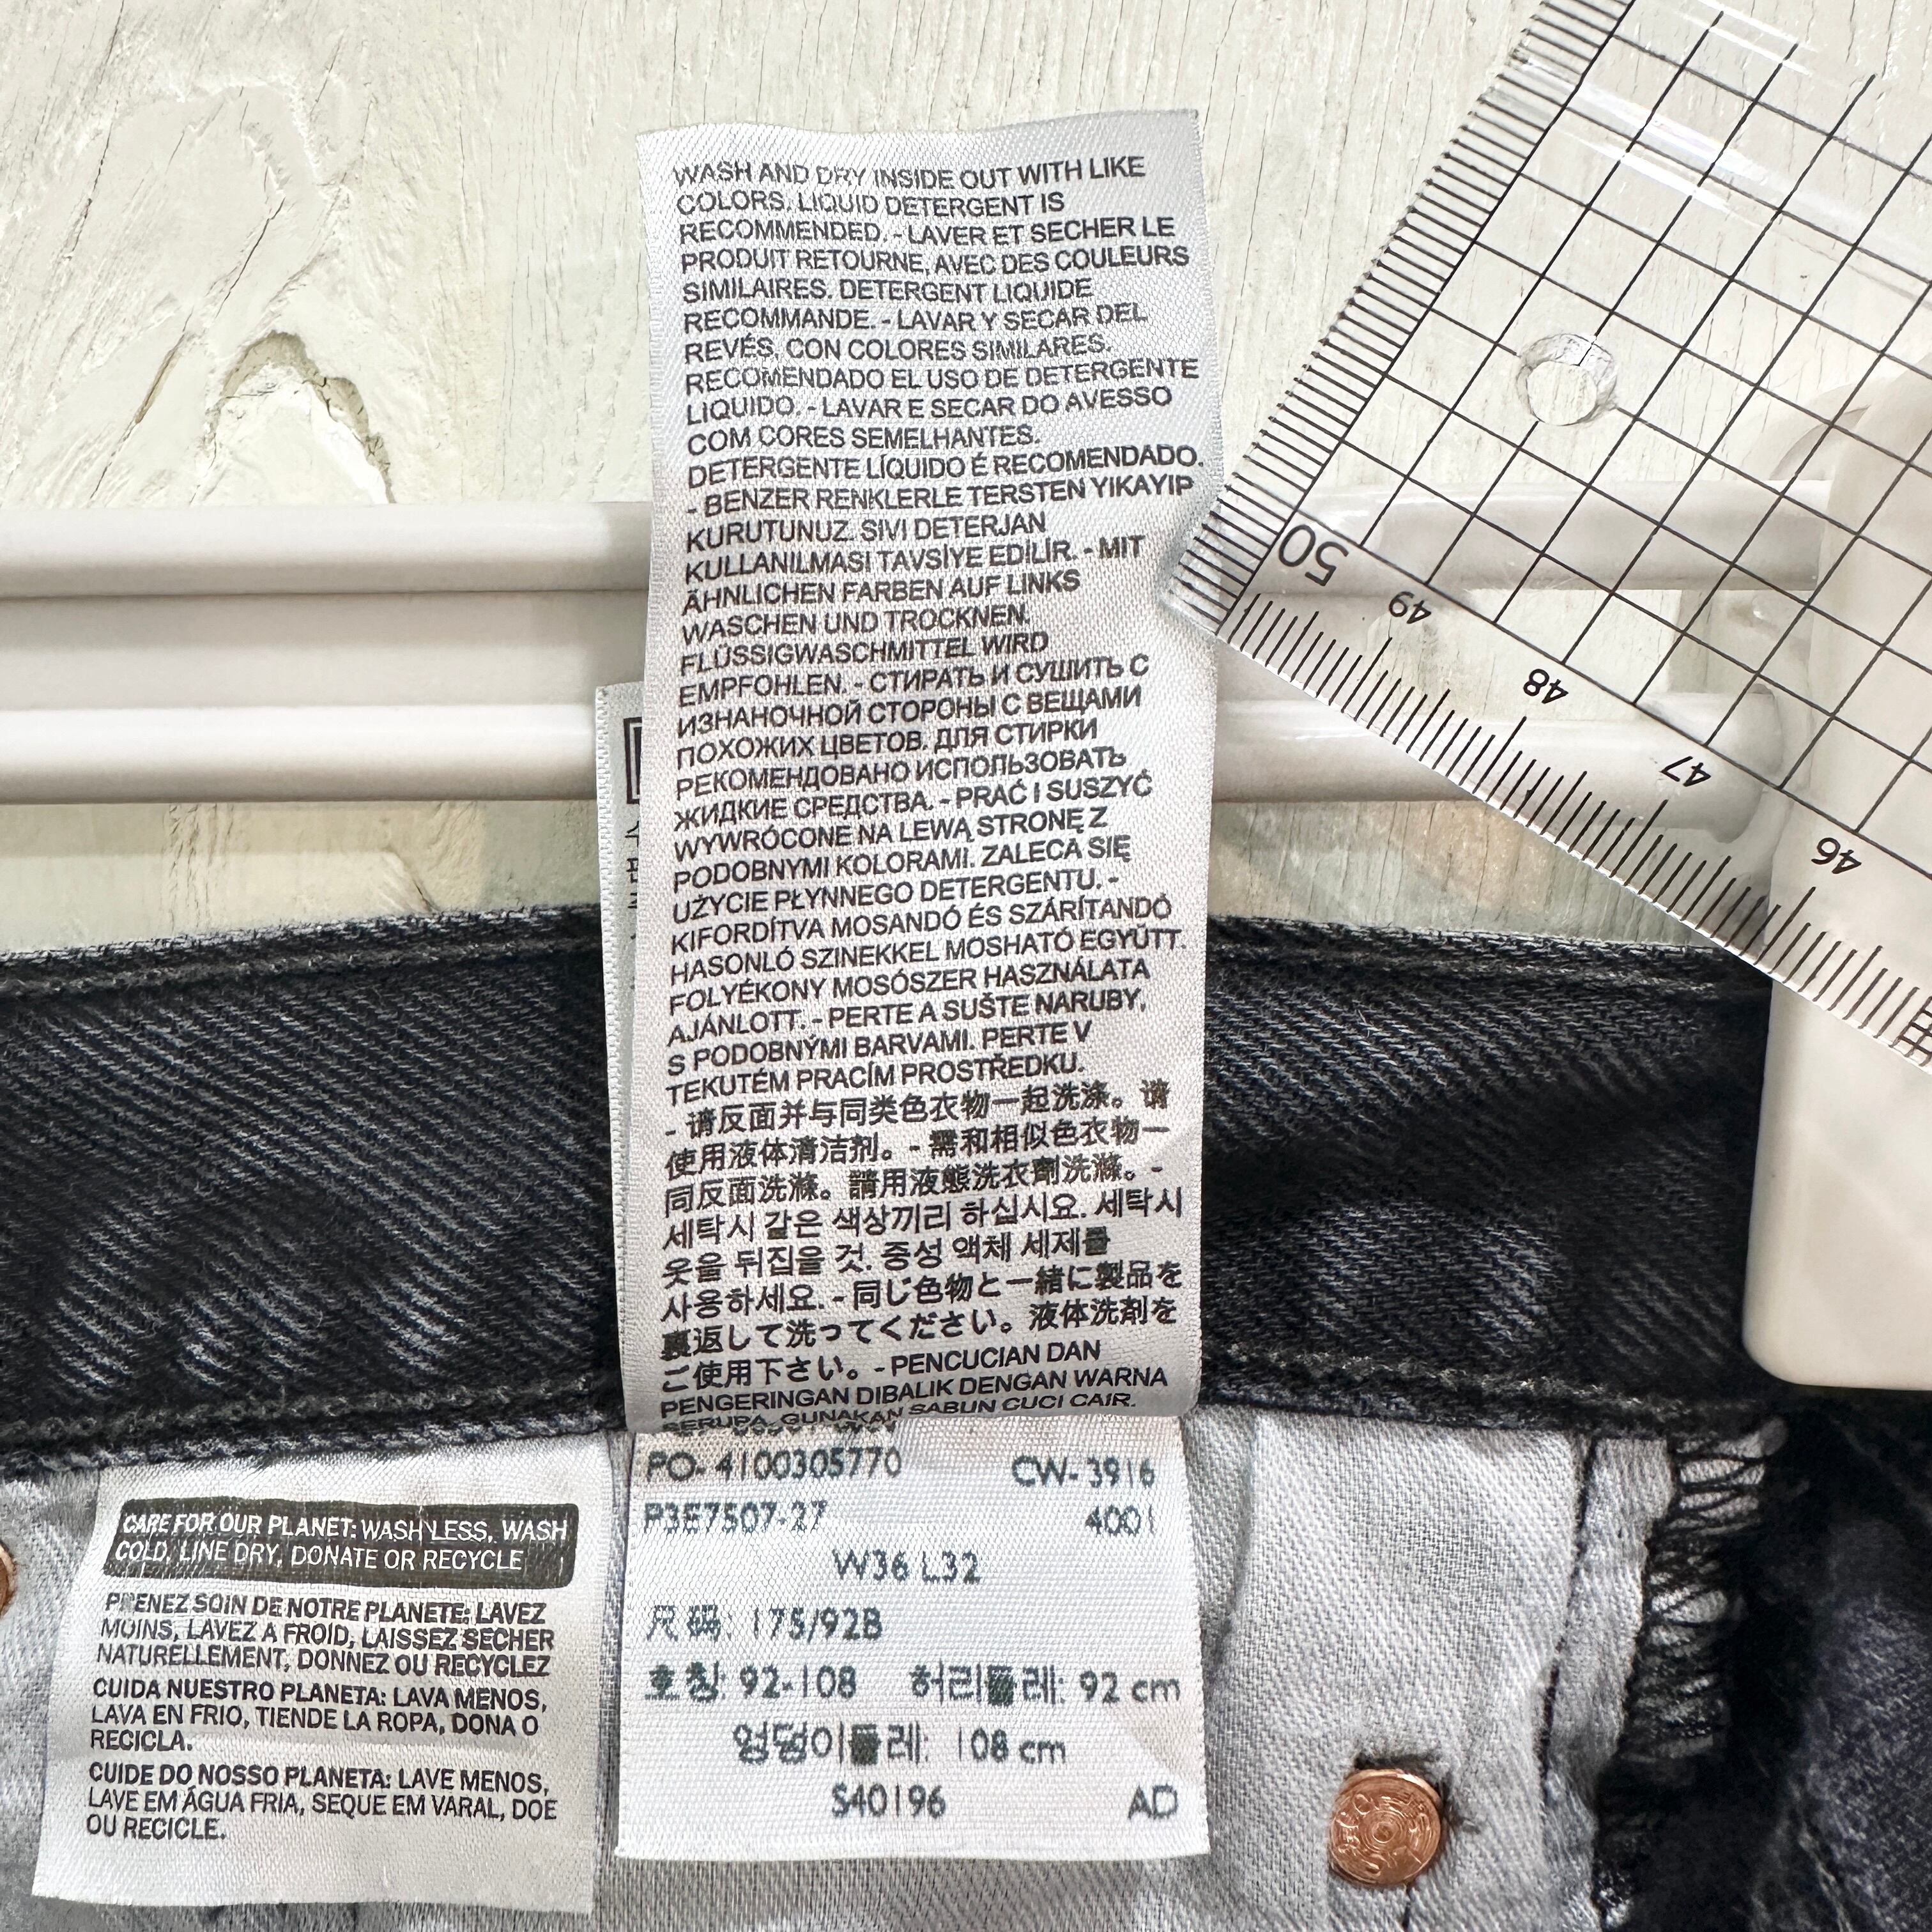 WASH AND DRY INSIDE OUT WITH LIKE
COLORS. LIQUID DETERGENT IS
RECOMMENDED. - LAVER ET SECHER LE
PRODUIT RETOURNE, AVEC DES COULEURS
SIMILAIRES. DETERGENT LIQUIDE
RECOMMANDE. - LAVAR Y SECAR DEL
REVÉS, CON COLORES SIMILARES.
RECOMENDADO EL USO DE DETERGENTE
LIQUIDO. - LAVAR E SECAR DO AVESSO
COM CORES SEMELHANTES.
DETERGENTE LÍQUIDO É RECOMENDADO.
- BENZER RENKLERLE TERSTEN YIKAYIP
KURUTUNUZ. SIVI DETERJAN
KULLANILMASI TAVSİYE EDİLİR. - MIT
ÄHNLICHEN FARBEN AUF LINKS
WASCHEN UND TROCKNEN.
FLÜSSIGWASCHMITTEL WIRD
EMPFOHLEN. - СТИРАТЬ И СУШИТЬ С
ИЗНАНОЧНОЙ СТОРОНЫ С ВЕЩАМИ
ПОХОЖИХ ЦВЕТОВ. ДЛЯ СТИРКИ
РЕКОМЕНДОВАНО ИСПОЛЬЗОВАТЬ
ЖИДКИЕ СРЕДСТВА. - PRAĆ I SUSZYĆ
WYWRÓCONE NA LEWĄ STRONĘ Z
PODOBNYMI KOLORAMI. ZALECA SIĘ
UŻYCIE PŁYNNEGO DETERGENTU. -
KIFORDÍTVA MOSANDÓ ÉS SZÁRÍTANDÓ
HASONLÓ SZINEKKEL MOSHATÓ EGYÜTT.
FOLYÉKONY MOSÓSZER HASZNÁLATA
AJÁNLOTT. - PERTE A SUŠTE NARUBY,
S PODOBNÝMI BARVAMI. PERTE V
TEKUTÉM PRACÍM PROSTŘEDKU.
- 请反面并与同类色衣物一起洗涤。请
使用液体清洁剂。- 需和相似色衣物一
同反面洗滌。請用液態洗衣劑洗滌。-
세탁시 같은 색상끼리 하십시요. 세탁시
옷을 뒤집을 것. 중성 액체 세제를
사용하세요. - 同じ色物と一緒に製品を
裏返して洗ってください。液体洗剤を
ご使用下さい。- PENCUCIAN DAN
PENGERINGAN DIBALIK DENGAN WARNA
SERUPA. GUNAKAN SABUN CUCI CAIR.
PO- 4100305770 CW- 3916
P3E7507-27 4001
W36 L32
尺码: 175/92B
호칭: 92-108 허리둘레: 92 cm
엉덩이둘레: 108 cm
S40196 AD
CARE FOR OUR PLANET: WASH LESS, WASH
COLD, LINE DRY, DONATE OR RECYCLE
PRENEZ SOIN DE NOTRE PLANETE: LAVEZ
MOINS, LAVEZ A FROID, LAISSEZ SECHER
NATURELLEMENT, DONNEZ OU RECYCLEZ
CUIDA NUESTRO PLANETA: LAVA MENOS,
LAVA EN FRIO, TIENDE LA ROPA, DONA O
RECICLA.
CUIDE DO NOSSO PLANETA: LAVE MENOS,
LAVE EM ÁGUA FRIA, SEQUE EM VARAL, DOE
OU RECICLE.
50
49
48
47
46